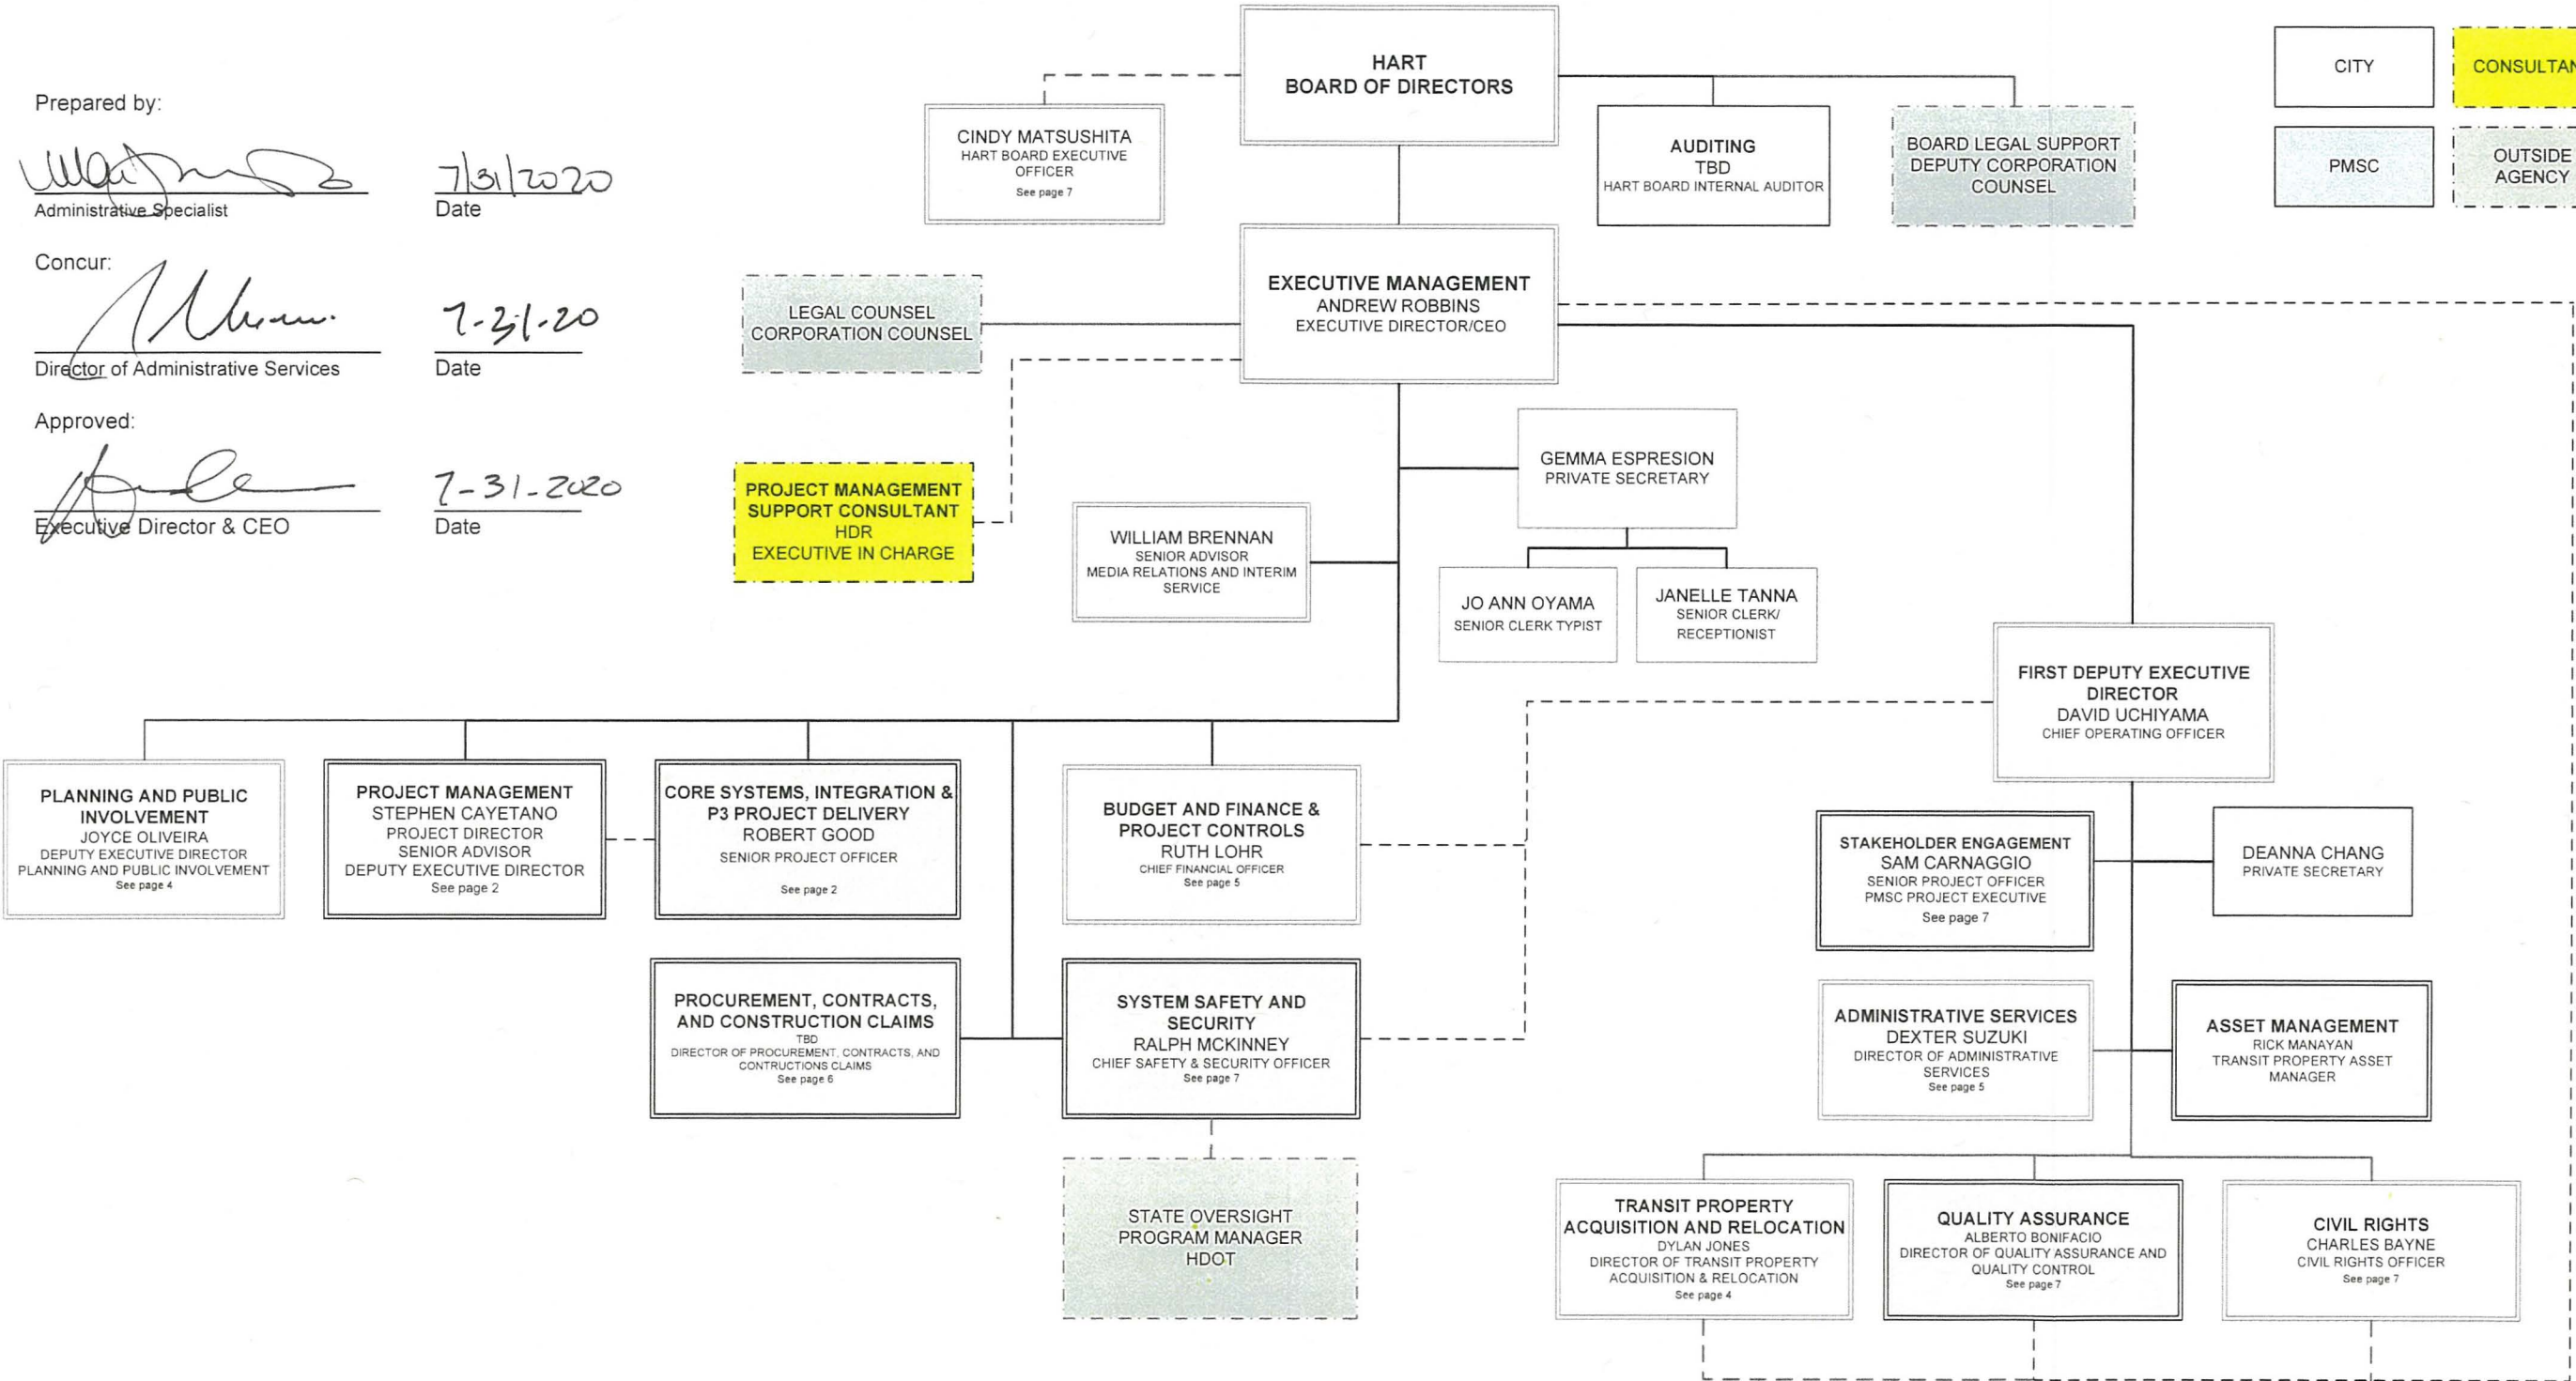 Prepared by:
7/31/2020
Administrative Specialist
Date
Concur:
7-31-20
Director of Administrative Services
Date
Approved:
7-31-2020
Executive Director & CEO
Date
HART
BOARD OF DIRECTORS
CINDY MATSUSHITA
HART BOARD EXECUTIVE
OFFICER
See page 7
AUDITING
TBD
HART BOARD INTERNAL AUDITOR
BOARD LEGAL SUPPORT
DEPUTY CORPORATION
COUNSEL
CITY
CONSULTAN
PMSC
OUTSIDE
AGENCY
EXECUTIVE MANAGEMENT
ANDREW ROBBINS
EXECUTIVE DIRECTOR/CEO
LEGAL COUNSEL
CORPORATION COUNSEL
PROJECT MANAGEMENT
SUPPORT CONSULTANT
HDR
EXECUTIVE IN CHARGE
GEMMA ESPRESION
PRIVATE SECRETARY
WILLIAM BRENNAN
SENIOR ADVISOR
MEDIA RELATIONS AND INTERIM
SERVICE
JO ANN OYAMA
SENIOR CLERK TYPIST
JANELLE TANNA
SENIOR CLERK/
RECEPTIONIST
FIRST DEPUTY EXECUTIVE
DIRECTOR
DAVID UCHIYAMA
CHIEF OPERATING OFFICER
PLANNING AND PUBLIC
INVOLVEMENT
JOYCE OLIVEIRA
DEPUTY EXECUTIVE DIRECTOR
PLANNING AND PUBLIC INVOLVEMENT
See page 4
PROJECT MANAGEMENT
STEPHEN CAYETANO
PROJECT DIRECTOR
SENIOR ADVISOR
DEPUTY EXECUTIVE DIRECTOR
See page 2
CORE SYSTEMS, INTEGRATION &
P3 PROJECT DELIVERY
ROBERT GOOD
SENIOR PROJECT OFFICER
See page 2
BUDGET AND FINANCE &
PROJECT CONTROLS
RUTH LOHR
CHIEF FINANCIAL OFFICER
See page 5
STAKEHOLDER ENGAGEMENT
SAM CARNAGGIO
SENIOR PROJECT OFFICER
PMSC PROJECT EXECUTIVE
See page 7
DEANNA CHANG
PRIVATE SECRETARY
PROCUREMENT, CONTRACTS,
AND CONSTRUCTION CLAIMS
TBD
DIRECTOR OF PROCUREMENT, CONTRACTS, AND
CONTRUCTIONS CLAIMS
See page 6
SYSTEM SAFETY AND
SECURITY
RALPH MCKINNEY
CHIEF SAFETY & SECURITY OFFICER
See page 7
ADMINISTRATIVE SERVICES
DEXTER SUZUKI
DIRECTOR OF ADMINISTRATIVE
SERVICES
See page 5
ASSET MANAGEMENT
RICK MANAYAN
TRANSIT PROPERTY ASSET
MANAGER
STATE OVERSIGHT
PROGRAM MANAGER
HDOT
TRANSIT PROPERTY
ACQUISITION AND RELOCATION
DYLAN JONES
DIRECTOR OF TRANSIT PROPERTY
ACQUISITION & RELOCATION
See page 4
QUALITY ASSURANCE
ALBERTO BONIFACIO
DIRECTOR OF QUALITY ASSURANCE AND
QUALITY CONTROL
See page 7
CIVIL RIGHTS
CHARLES BAYNE
CIVIL RIGHTS OFFICER
See page 7